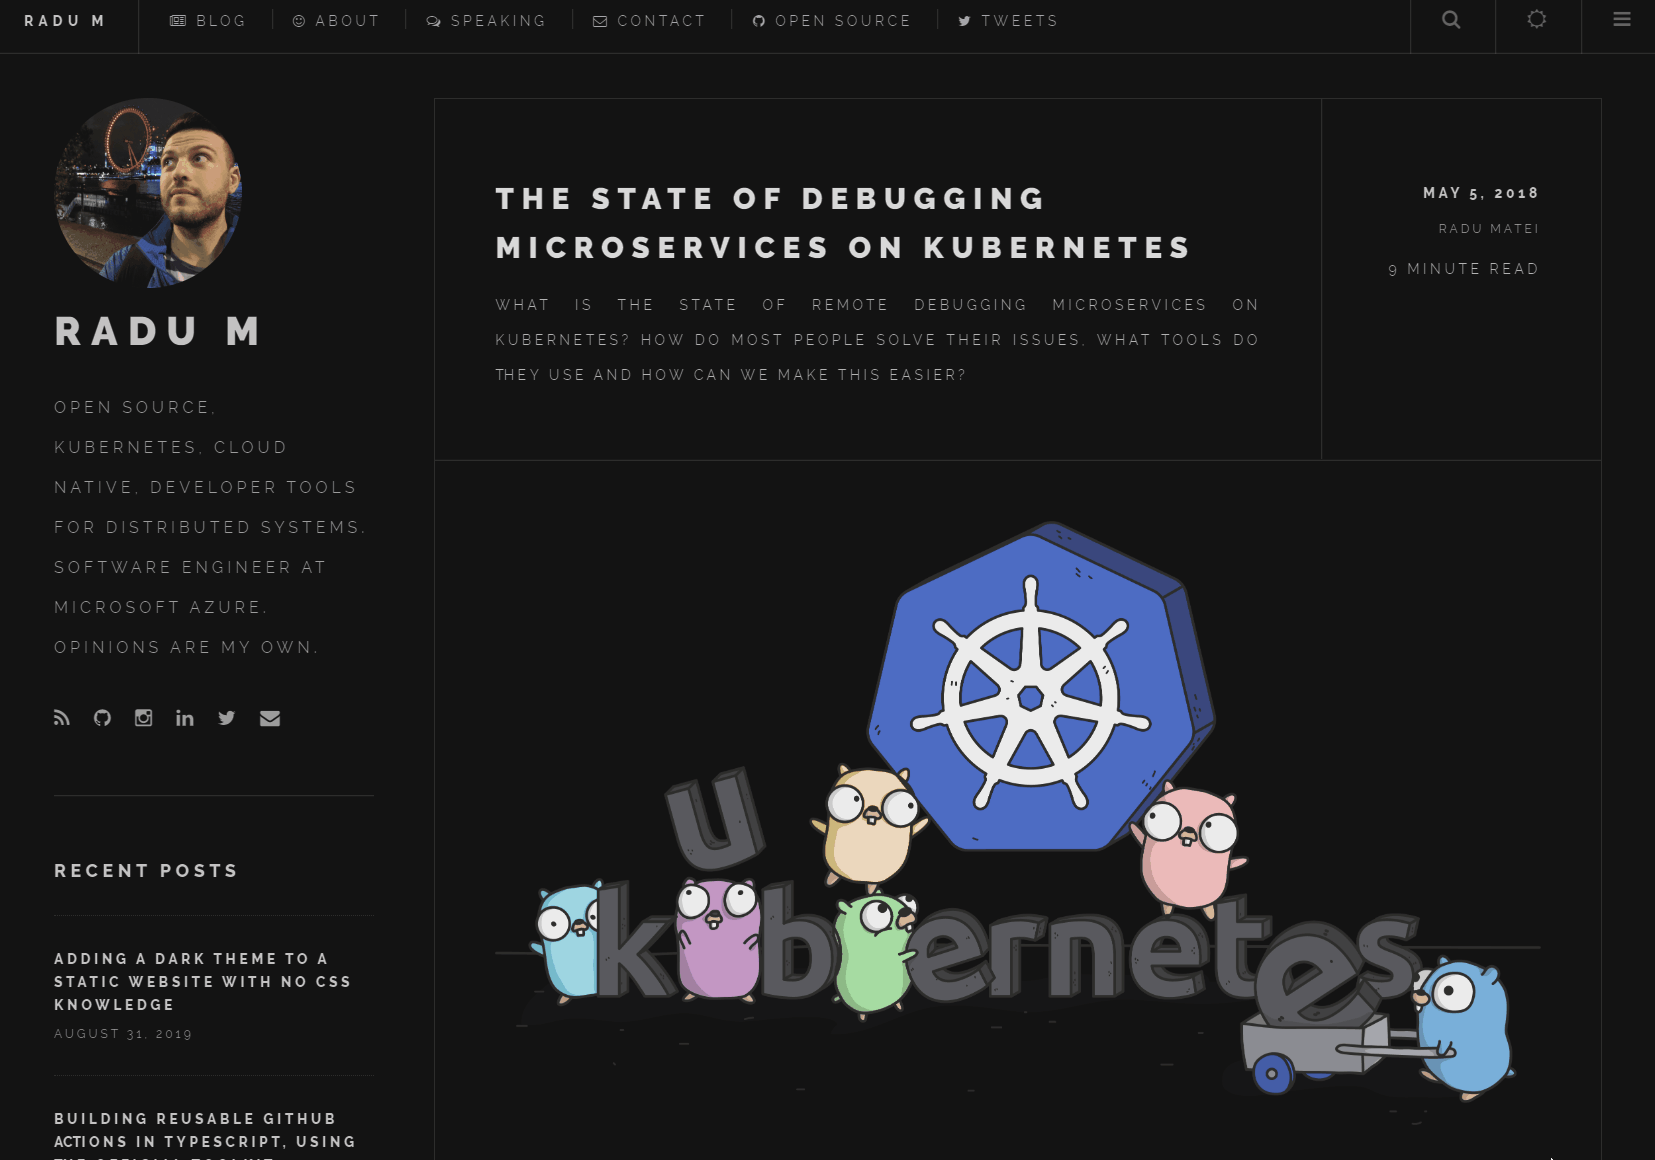 RADU M
BLOG
ABOUT
SPEAKING
CONTACT
OPEN SOURCE
TWEETS
RADU M
OPEN SOURCE,
KUBERNETES, CLOUD
NATIVE, DEVELOPER TOOLS
FOR DISTRIBUTED SYSTEMS.
SOFTWARE ENGINEER AT
MICROSOFT AZURE.
OPINIONS ARE MY OWN.
RECENT POSTS
ADDING A DARK THEME TO A
STATIC WEBSITE WITH NO CSS
KNOWLEDGE
AUGUST 31, 2019
BUILDING REUSABLE GITHUB
ACTIONS IN TYPESCRIPT, USING
THE STATE OF DEBUGGING
MICROSERVICES ON KUBERNETES
WHAT IS THE STATE OF REMOTE DEBUGGING MICROSERVICES ON
KUBERNETES? HOW DO MOST PEOPLE SOLVE THEIR ISSUES, WHAT TOOLS DO
THEY USE AND HOW CAN WE MAKE THIS EASIER?
MAY 5, 2018
RADU MATEI
9 MINUTE READ
u
kbernetes